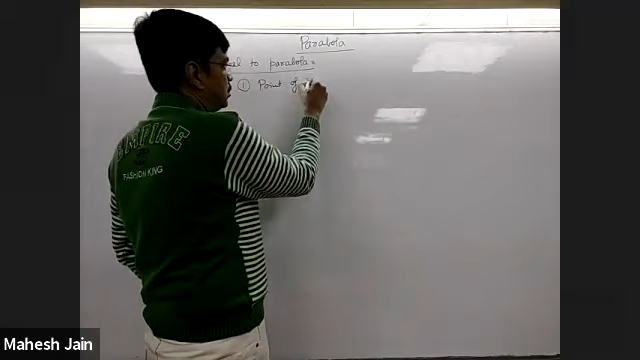 Parabola
to parabola:
① Point of
EMPIRE
FASHION KING
Mahesh Jain